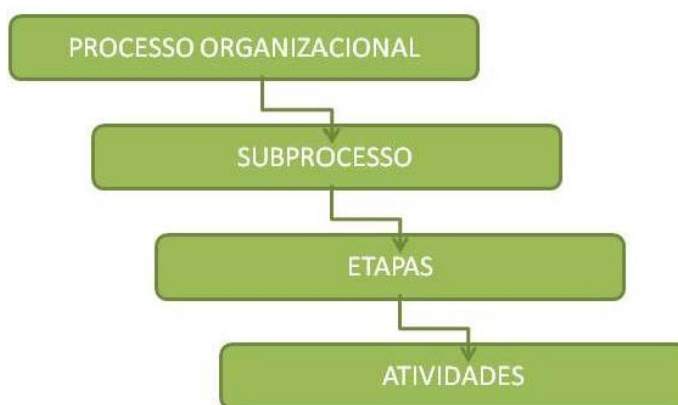 PROCESSO ORGANIZACIONAL
SUBPROCESSO
ETAPAS
ATIVIDADES